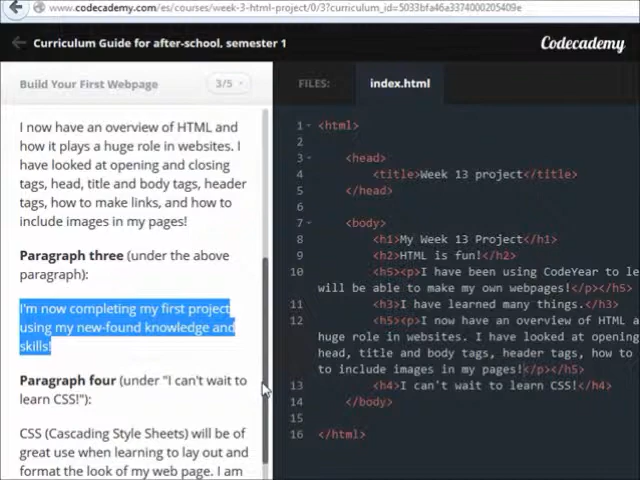 www.codecademy.com/es/courses/week-3-html-project/0/3?curriculum_id=5033bfa46a3374000205409e
Curriculum Guide for after-school, semester 1
Codecademy
Build Your First Webpage
3/5
I now have an overview of HTML and
how it plays a huge role in websites. I
have looked at opening and closing
tags, head, title and body tags, header
tags, how to make links, and how to
include images in my pages!
Paragraph three (under the above
paragraph):
I'm now completing my first project
using my new-found knowledge and
skills!
Paragraph four (under "I can't wait to
learn CSS!"):
CSS (Cascading Style Sheets) will be of
great use when learning to lay out and
format the look of my web page. I am
FILES:
index.html
1 <html>
2
3 <head>
4 <title>Week 13 project</title>
5 </head>
6
7 <body>
8 <h1>My Week 13 Project</h1>
9 <h2>HTML is fun!</h2>
10 <h5><p>I have been using CodeYear to le
will be able to make my own webpages!</p></h5>
11 <h3>I have learned many things.</h3>
12 <h5><p>I now have an overview of HTML a
huge role in websites. I have looked at opening
head, title and body tags, header tags, how to
to include images in my pages!</p></h5>
13 <h4>I can't wait to learn CSS!</h4>
14 </body>
15
16 </html>